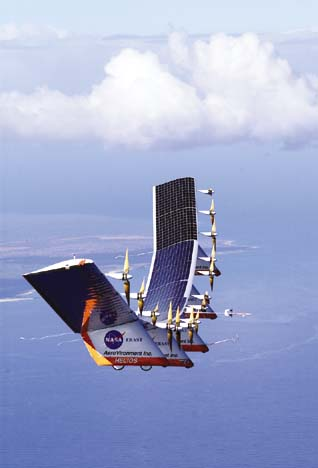 NASA ERAST
AeroVironment Inc.
HELIOS